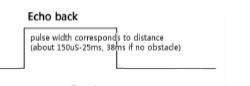 Echo back
pulse width corresponds to distance
(about 150uS-25ms, 38ms if no obstacle)